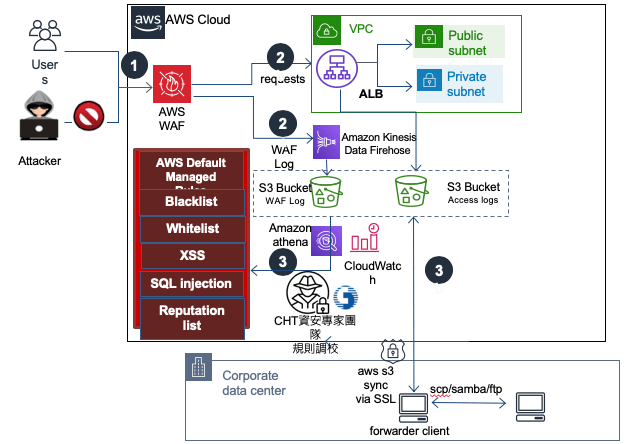 aws
AWS Cloud
Users
Attacker
1
AWS
WAF
2
requests
VPC
ALB
Public
subnet
Private
subnet
2
WAF
Log
Amazon Kinesis
Data Firehose
AWS Default
Managed
Rules
Blacklist
Whitelist
XSS
SQL injection
Reputation
list
S3 Bucket
WAF Log
S3 Bucket
Access logs
Amazon
athena
CloudWatc
h
3
3
CHT資安專家團
隊
規則調校
Corporate
data center
aws s3
sync
via SSL
scp/samba/ftp
forwarder client